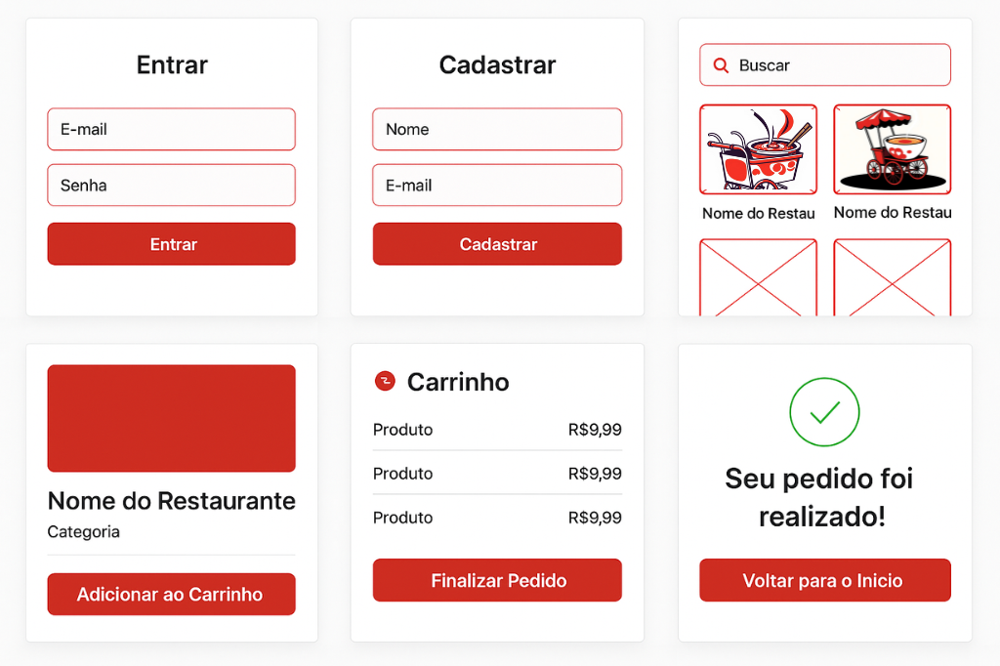 Entrar
E-mail
Senha
Entrar
Cadastrar
Nome
E-mail
Cadastrar
Buscar
Nome do Restau
Nome do Restau
Nome do Restaurante
Categoria
Adicionar ao Carrinho
Carrinho
Produto R$9,99
Produto R$9,99
Produto R$9,99
Finalizar Pedido
Seu pedido foi
realizado!
Voltar para o Inicio